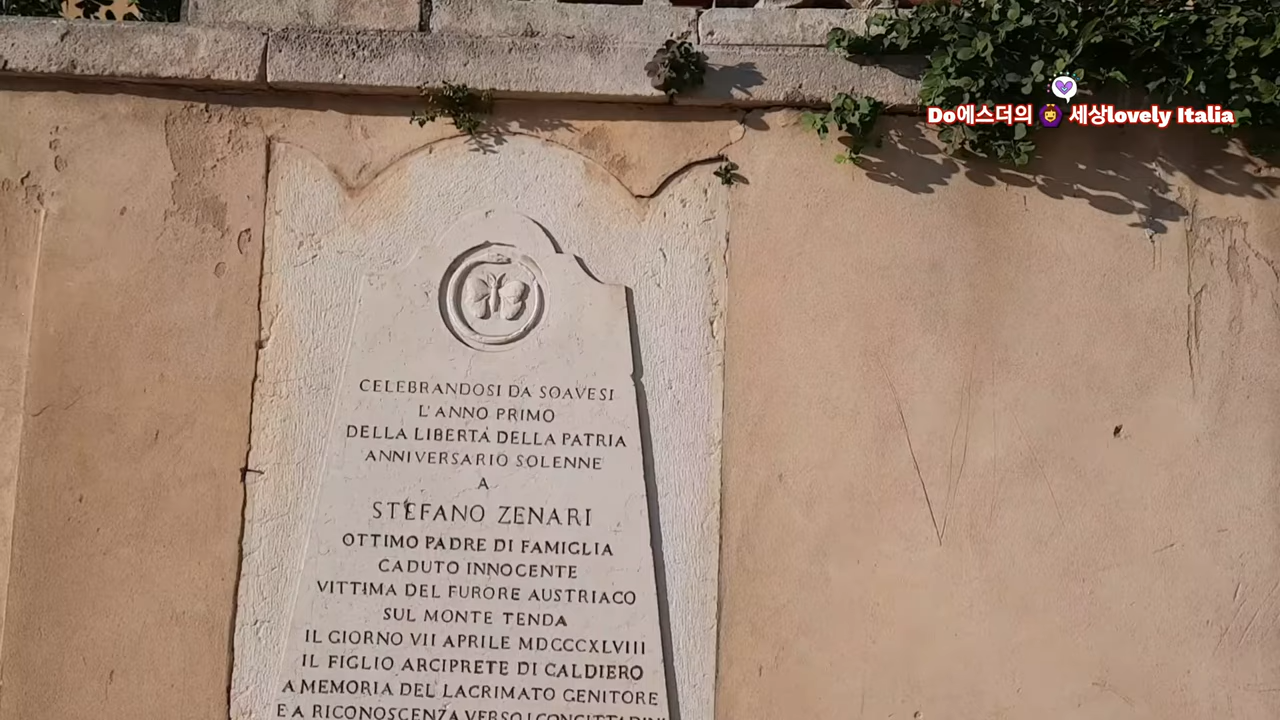 Do에스더의 🙆‍♀️ 세상lovely Italia
CELEBRANDOSI DA SOAVESI
L'ANNO PRIMO
DELLA LIBERTÀ DELLA PATRIA
ANNIVERSARIO SOLENNE
A
STEFANO ZENARI
OTTIMO PADRE DI FAMIGLIA
CADUTO INNOCENTE
VITTIMA DEL FURORE AUSTRIACO
SUL MONTE TENDA
IL GIORNO VII APRILE MDCCCXLVIII
IL FIGLIO ARCIPRETE DI CALDIERO
A MEMORIA DEL LACRIMATO GENITORE
E A RICONOSCENZA VERSO I CONCITTADINI